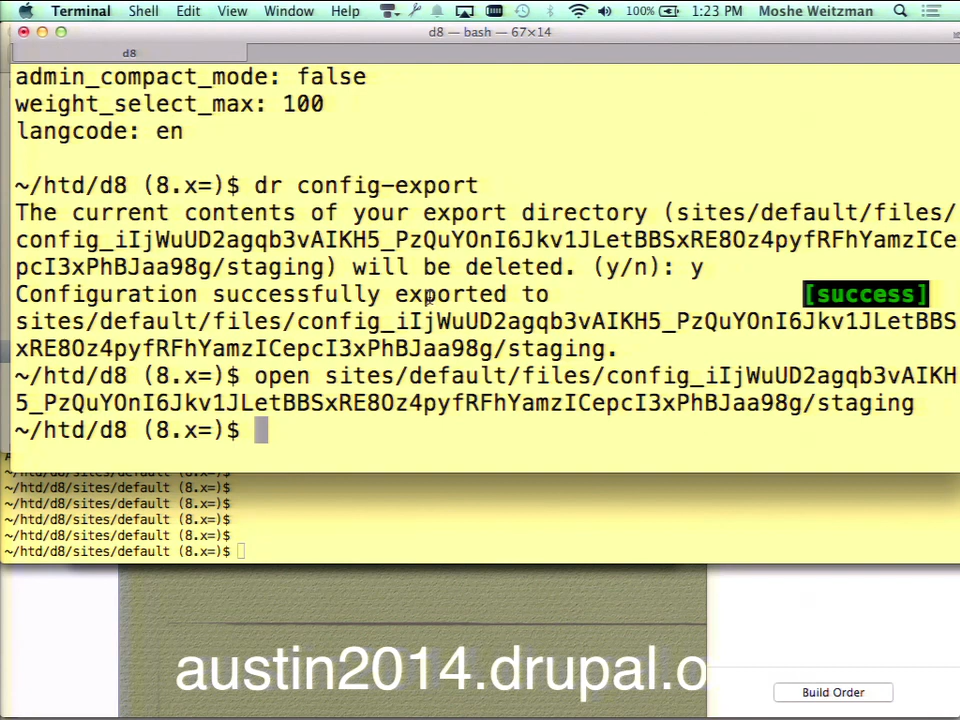 Terminal Shell Edit View Window Help 100% 1:23 PM Moshe Weitzman
d8 — bash — 67×14
d8
admin_compact_mode: false
weight_select_max: 100
langcode: en
~/htd/d8 (8.x=)$ dr config-export
The current contents of your export directory (sites/default/files/
config_iIjWuUD2agqb3vAIKH5_PzQuYOnI6Jkv1JLetBBSxRE8Oz4pyfRFhYamzICe
pcI3xPhBJaa98g/staging) will be deleted. (y/n): y
Configuration successfully exported to [success]
sites/default/files/config_iIjWuUD2agqb3vAIKH5_PzQuYOnI6Jkv1JLetBBS
xRE8Oz4pyfRFhYamzICepcI3xPhBJaa98g/staging.
~/htd/d8 (8.x=)$ open sites/default/files/config_iIjWuUD2agqb3vAIKH
5_PzQuYOnI6Jkv1JLetBBSxRE8Oz4pyfRFhYamzICepcI3xPhBJaa98g/staging
~/htd/d8 (8.x=)$
~/htd/d8/sites/default (8.x=)$
~/htd/d8/sites/default (8.x=)$
~/htd/d8/sites/default (8.x=)$
~/htd/d8/sites/default (8.x=)$
~/htd/d8/sites/default (8.x=)$
~/htd/d8/sites/default (8.x=)$
austin2014.drupal.o
Build Order